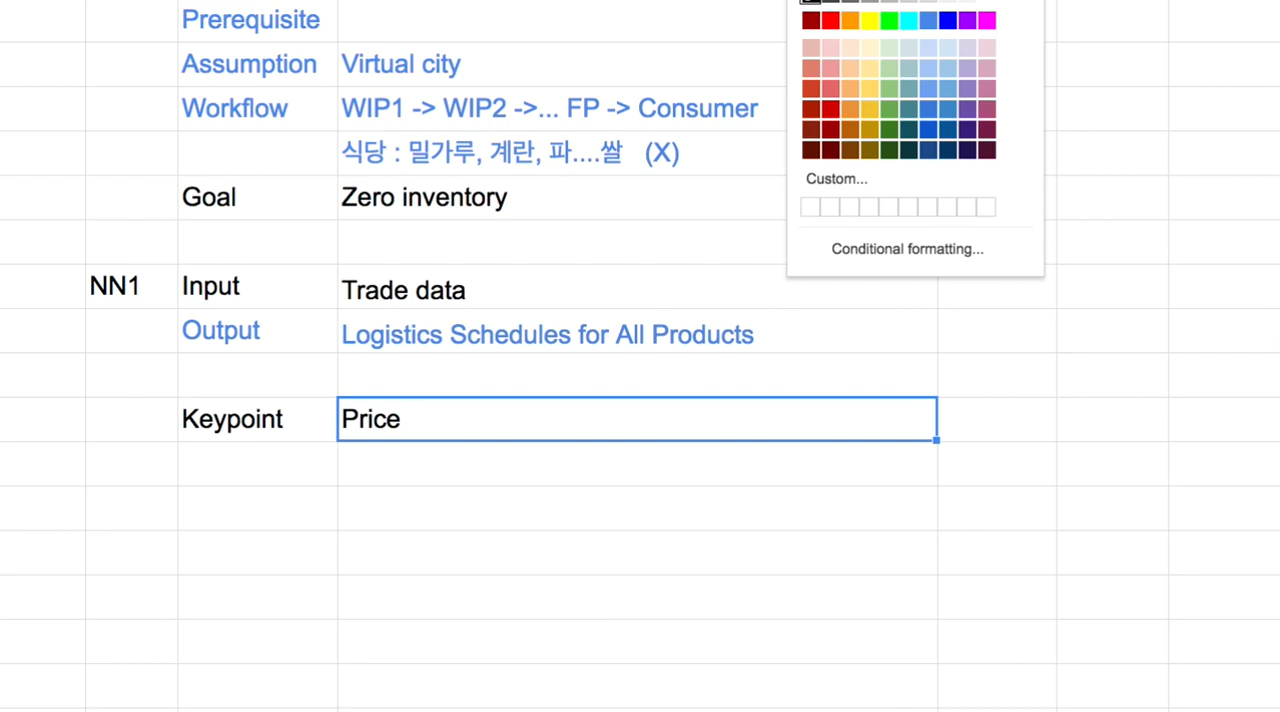 Prerequisite
Assumption Virtual city
Workflow WIP1 -> WIP2 ->... FP -> Consumer
식당 : 밀가루, 계란, 파....쌀 (X)
Goal Zero inventory
Custom...
Conditional formatting...
NN1 Input Trade data
Output Logistics Schedules for All Products
Keypoint Price